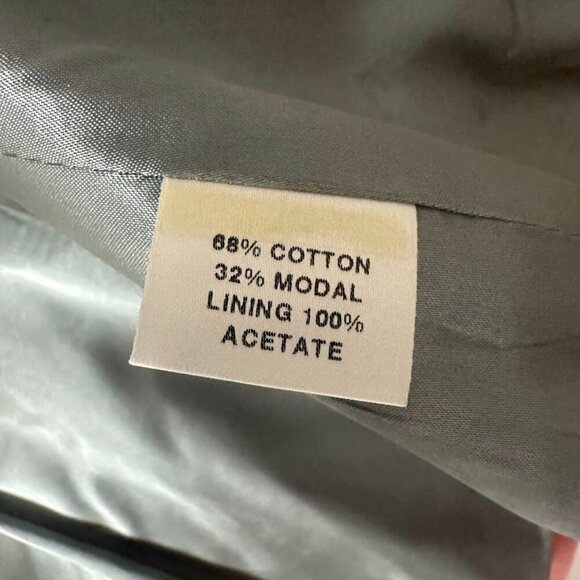 68% COTTON
32% MODAL
LINING 100%
ACETATE